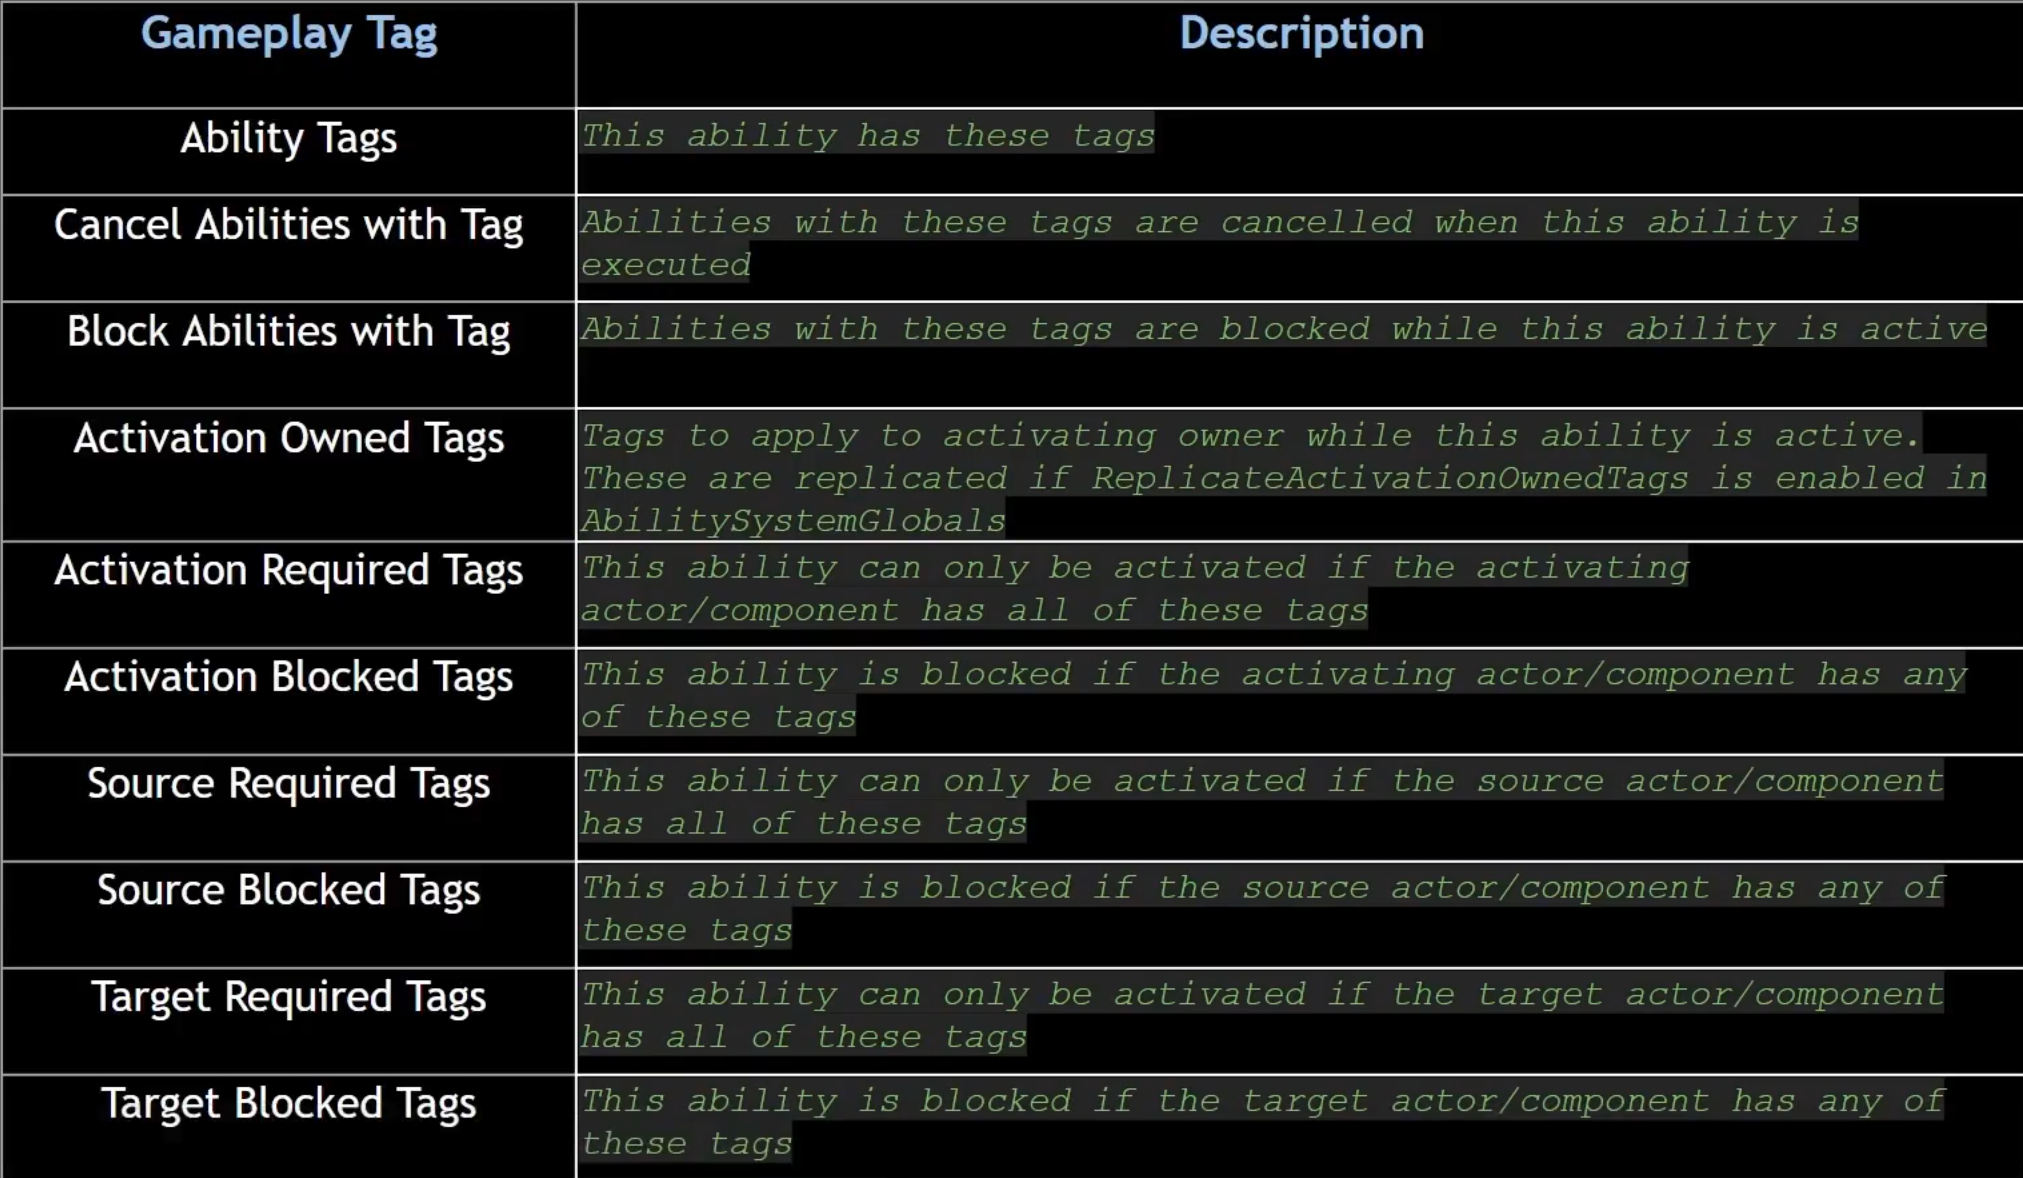 Gameplay Tag
Description
Ability Tags
This ability has these tags
Cancel Abilities with Tag
Abilities with these tags are cancelled when this ability is
executed
Block Abilities with Tag
Abilities with these tags are blocked while this ability is active
Activation Owned Tags
Tags to apply to activating owner while this ability is active.
These are replicated if ReplicateActivationOwnedTags is enabled in
AbilitySystemGlobals
Activation Required Tags
This ability can only be activated if the activating
actor/component has all of these tags
Activation Blocked Tags
This ability is blocked if the activating actor/component has any
of these tags
Source Required Tags
This ability can only be activated if the source actor/component
has all of these tags
Source Blocked Tags
This ability is blocked if the source actor/component has any of
these tags
Target Required Tags
This ability can only be activated if the target actor/component
has all of these tags
Target Blocked Tags
This ability is blocked if the target actor/component has any of
these tags